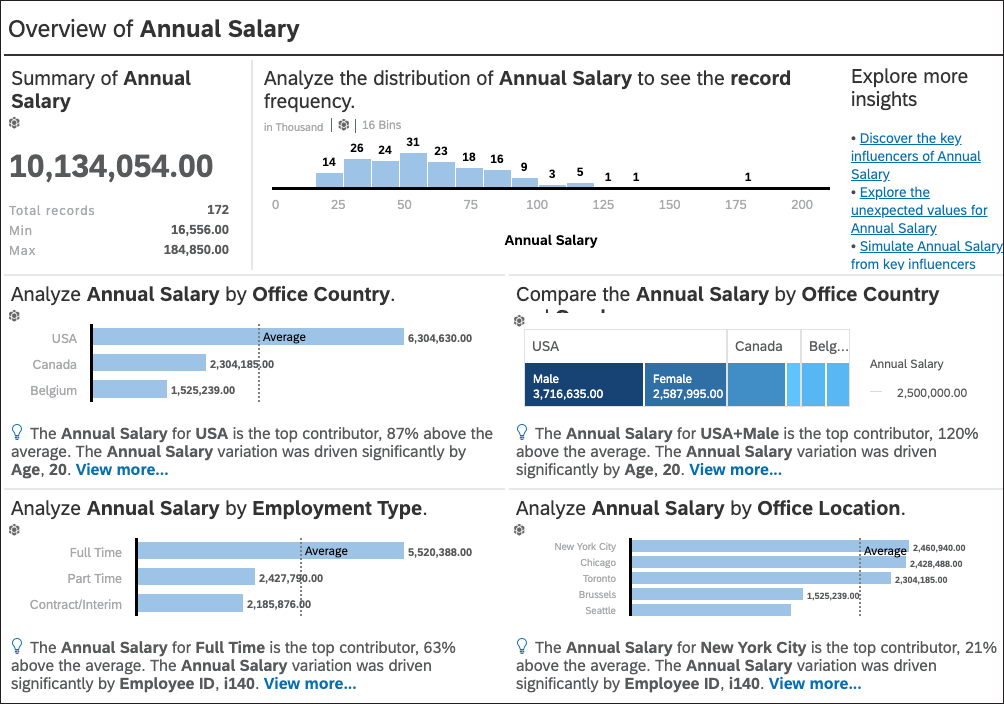 Overview of Annual Salary
Summary of Annual
Salary
10,134,054.00
Total records 172
Min 16,556.00
Max 184,850.00
Analyze the distribution of Annual Salary to see the record
frequency.
in Thousand | | 16 Bins
14 26 24 31 23 18 16 9 3 5 1 1 1
0 25 50 75 100 125 150 175 200
Annual Salary
Explore more
insights
• Discover the key
influencers of Annual
Salary
• Explore the
unexpected values for
Annual Salary
• Simulate Annual Salary
from key influencers
Analyze Annual Salary by Office Country.
Average
USA 6,304,630.00
Canada 2,304,185.00
Belgium 1,525,239.00
The Annual Salary for USA is the top contributor, 87% above the
average. The Annual Salary variation was driven significantly by
Age, 20. View more...
Compare the Annual Salary by Office Country
USA Canada Belg...
Male Female
3,716,635.00 2,587,995.00
Annual Salary
2,500,000.00
The Annual Salary for USA+Male is the top contributor, 120%
above the average. The Annual Salary variation was driven
significantly by Age, 20. View more...
Analyze Annual Salary by Employment Type.
Full Time Average 5,520,388.00
Part Time 2,427,790.00
Contract/Interim 2,185,876.00
The Annual Salary for Full Time is the top contributor, 63%
above the average. The Annual Salary variation was driven
significantly by Employee ID, i140. View more...
Analyze Annual Salary by Office Location.
New York City 2,460,940.00
Average
Chicago 2,428,488.00
Toronto 2,304,185.00
Brussels 1,525,239.00
Seattle
The Annual Salary for New York City is the top contributor, 21%
above the average. The Annual Salary variation was driven
significantly by Employee ID, i140. View more...